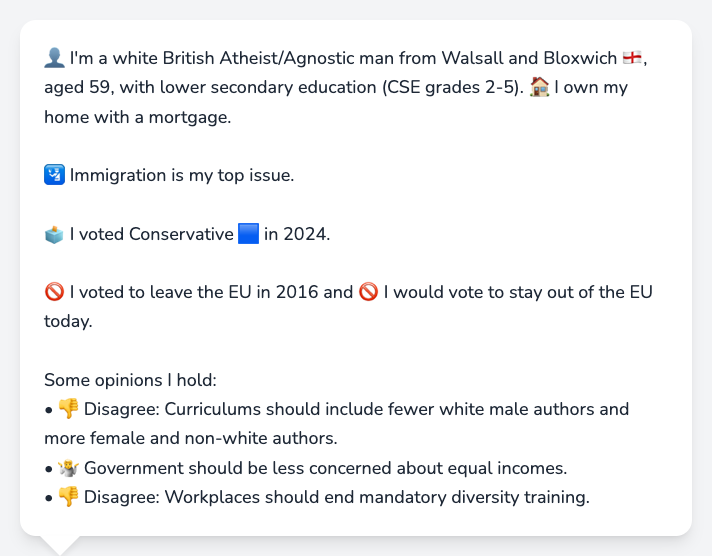 👤 I'm a white British Atheist/Agnostic man from Walsall and Bloxwich 🏴󠁧󠁢󠁥󠁮󠁧󠁿,
aged 59, with lower secondary education (CSE grades 2-5). 🏠 I own my
home with a mortgage.
🛂 Immigration is my top issue.
🗳️ I voted Conservative 🟦 in 2024.
🚫 I voted to leave the EU in 2016 and 🚫 I would vote to stay out of the EU
today.
Some opinions I hold:
• 👎 Disagree: Curriculums should include fewer white male authors and
more female and non-white authors.
• 🤷 Government should be less concerned about equal incomes.
• 👎 Disagree: Workplaces should end mandatory diversity training.